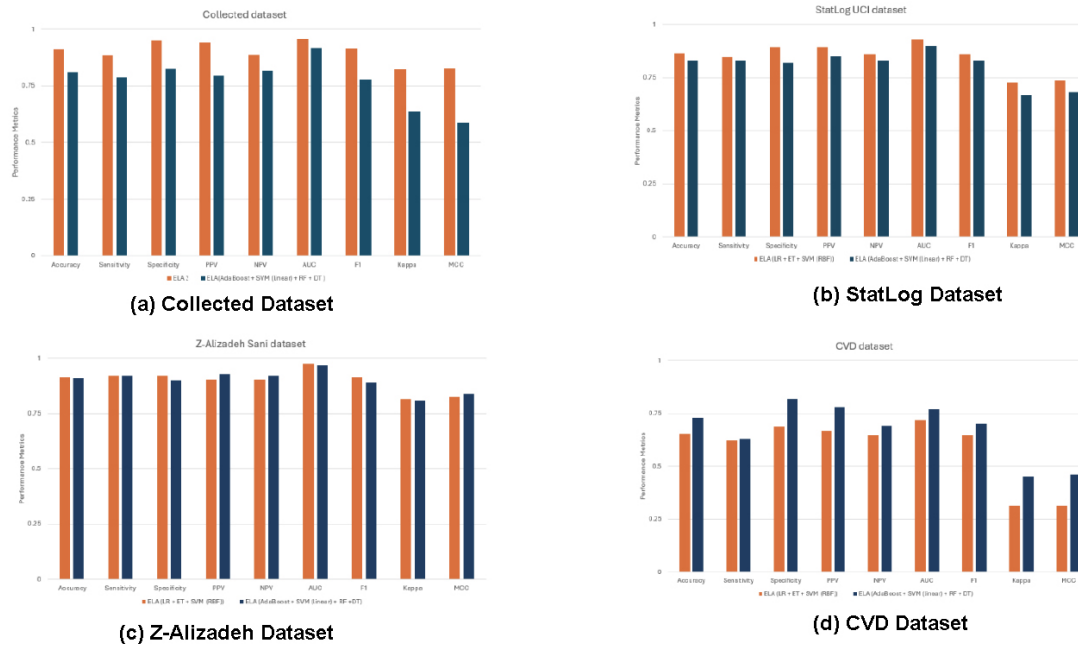 Collected dataset
1
0.75
0.5
0.25
0
Performance Metrics
Accuracy Sensitivity Specificity PPV NPV AUC F1 Kappa MCC
ELA 2 ELA(AdaBoost + SVM (linear) + RF + DT)
(a) Collected Dataset
StatLog UCI dataset
1
0.75
0.5
0.25
0
Performance Metrics
Accuracy Sensitivity Specificity PPV NPV AUC F1 Kappa MCC
ELA (LR + ET + SVM (RBF)) ELA (AdaBoost + SVM (linear) + RF + DT)
(b) StatLog Dataset
Z-Alizadeh Sani dataset
1
0.75
0.5
0.25
0
Performance Metrics
Accuracy Sensitivity Specificity PPV NPV AUC F1 Kappa MCC
ELA (LR + ET + SVM (RBF)) ELA (AdaBoost + SVM (linear) + RF +DT)
(c) Z-Alizadeh Dataset
CVD dataset
1
0.75
0.5
0.25
0
Performance Metrics
Accuracy Sensitivity Specificity PPV NPV AUC F1 Kappa MCC
ELA (LR + ET + SVM (RBF)) ELA (AdaBoost + SVM (linear) + RF + DT)
(d) CVD Dataset